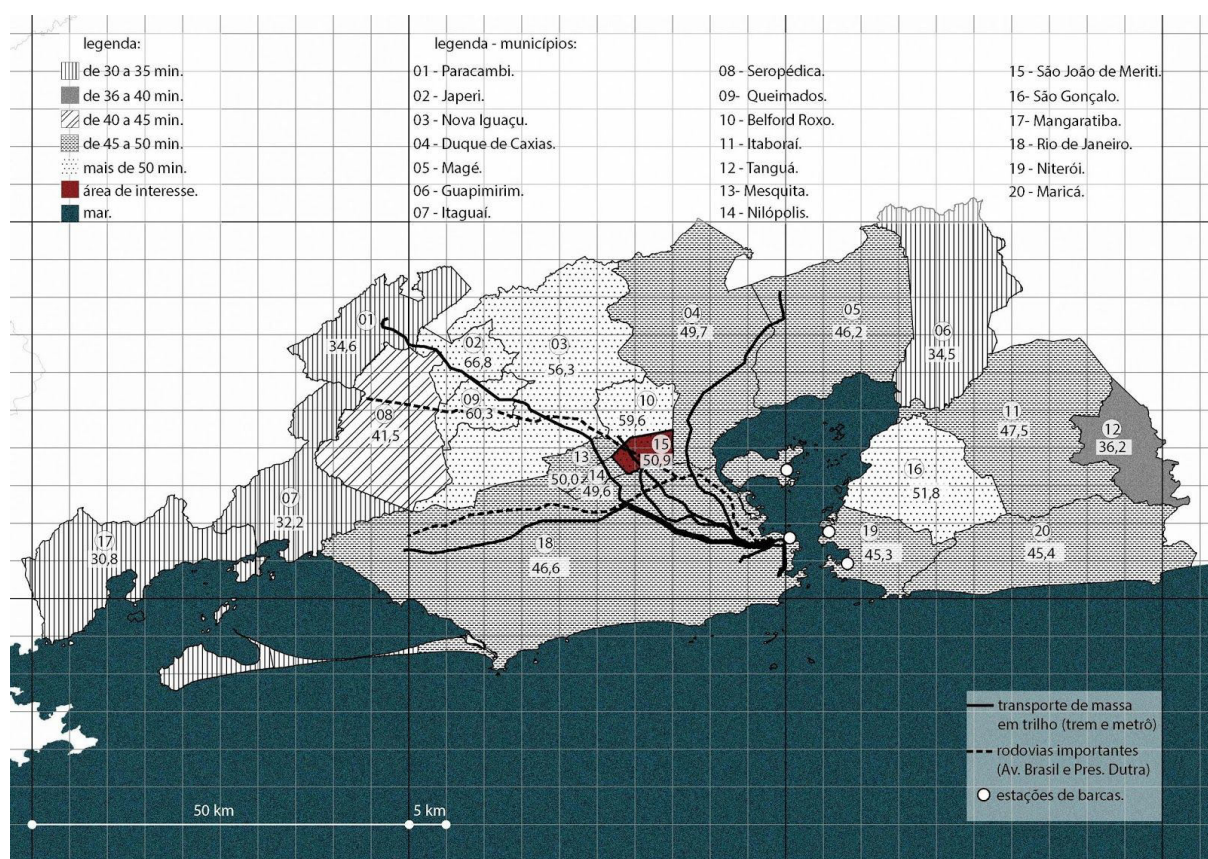 legenda:
de 30 a 35 min.
de 36 a 40 min.
de 40 a 45 min.
de 45 a 50 min.
mais de 50 min.
área de interesse.
mar.
legenda - municípios:
01 - Paracambi.
02 - Japeri.
03 - Nova Iguaçu.
04 - Duque de Caxias.
05 - Magé.
06 - Guapimirim.
07 - Itaguaí.
08 - Seropédica.
09- Queimados.
10 - Belford Roxo.
11 - Itaboraí.
12 - Tanguá.
13- Mesquita.
14 - Nilópolis.
15 - São João de Meriti.
16- São Gonçalo.
17- Mangaratiba.
18 - Rio de Janeiro.
19 - Niterói.
20 - Maricá.
01
34,6
02
66,8
03
56,3
04
49,7
05
46,2
06
34,5
08
41,5
09
60,3
10
59,6
11
47,5
12
36,2
13
50,0
14
49,6
15
50,9
16
51,8
07
32,2
17
30,8
18
46,6
19
45,3
20
45,4
transporte de massa
em trilho (trem e metrô)
rodovias importantes
(Av. Brasil e Pres. Dutra)
estações de barcas.
50 km
5 km